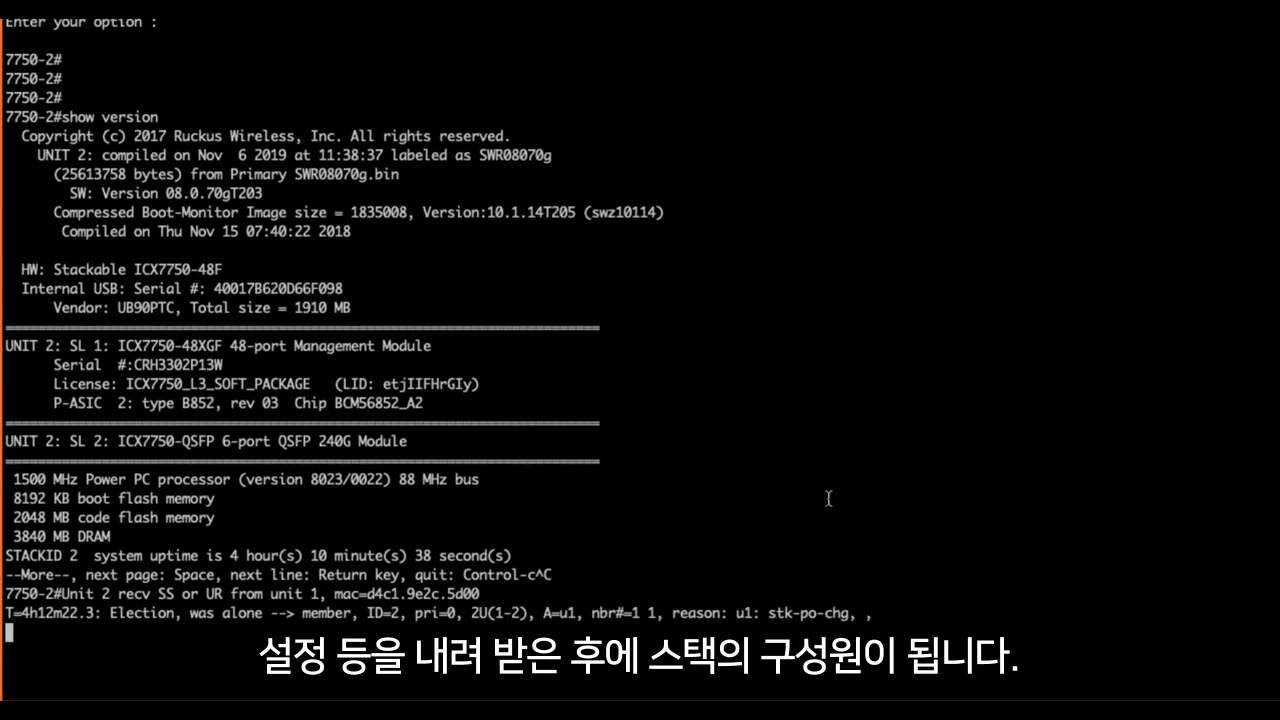 Enter your option :
7750-2#
7750-2#
7750-2#
7750-2#show version
Copyright (c) 2017 Ruckus Wireless, Inc. All rights reserved.
UNIT 2: compiled on Nov  6 2019 at 11:38:37 labeled as SWR08070g
(25613758 bytes) from Primary SWR08070g.bin
SW: Version 08.0.70gT203
Compressed Boot-Monitor Image size = 1835008, Version:10.1.14T205 (swz10114)
Compiled on Thu Nov 15 07:40:22 2018
HW: Stackable ICX7750-48F
Internal USB: Serial #: 40017B620D66F098
Vendor: UB90PTC, Total size = 1910 MB
UNIT 2: SL 1: ICX7750-48XGF 48-port Management Module
Serial  #:CRH3302P13W
License: ICX7750_L3_SOFT_PACKAGE   (LID: etjIIFHrGIy)
P-ASIC  2: type B852, rev 03  Chip BCM56852_A2
UNIT 2: SL 2: ICX7750-QSFP 6-port QSFP 240G Module
1500 MHz Power PC processor (version 8023/0022) 88 MHz bus
8192 KB boot flash memory
2048 MB code flash memory
3840 MB DRAM
STACKID 2  system uptime is 4 hour(s) 10 minute(s) 38 second(s)
--More--, next page: Space, next line: Return key, quit: Control-c^C
7750-2#Unit 2 recv SS or UR from unit 1, mac=d4c1.9e2c.5d00
T=4h12m22.3: Election, was alone --> member, ID=2, pri=0, 2U(1-2), A=u1, nbr#=1 1, reason: u1: stk-po-chg, ,
설정 등을 내려 받은 후에 스택의 구성원이 됩니다.